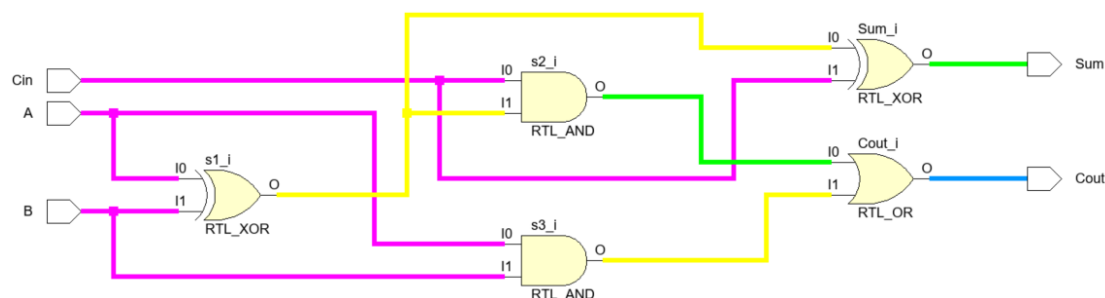 Cin
A
B
I0
s1_i
O
I1
RTL_XOR
s2_i
I0
O
I1
RTL_AND
s3_i
I0
O
I1
RTL_AND
Sum_i
I0
O
I1
RTL_XOR
Sum
Cout_i
I0
O
I1
RTL_OR
Cout